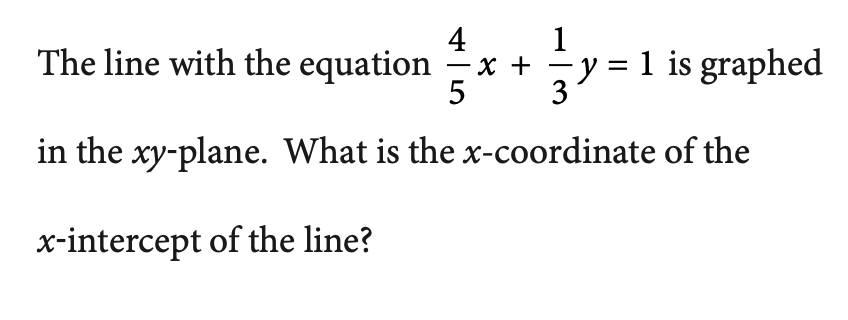 The line with the equation 4/5 x + 1/3 y = 1 is graphed
in the xy-plane. What is the x-coordinate of the
x-intercept of the line?